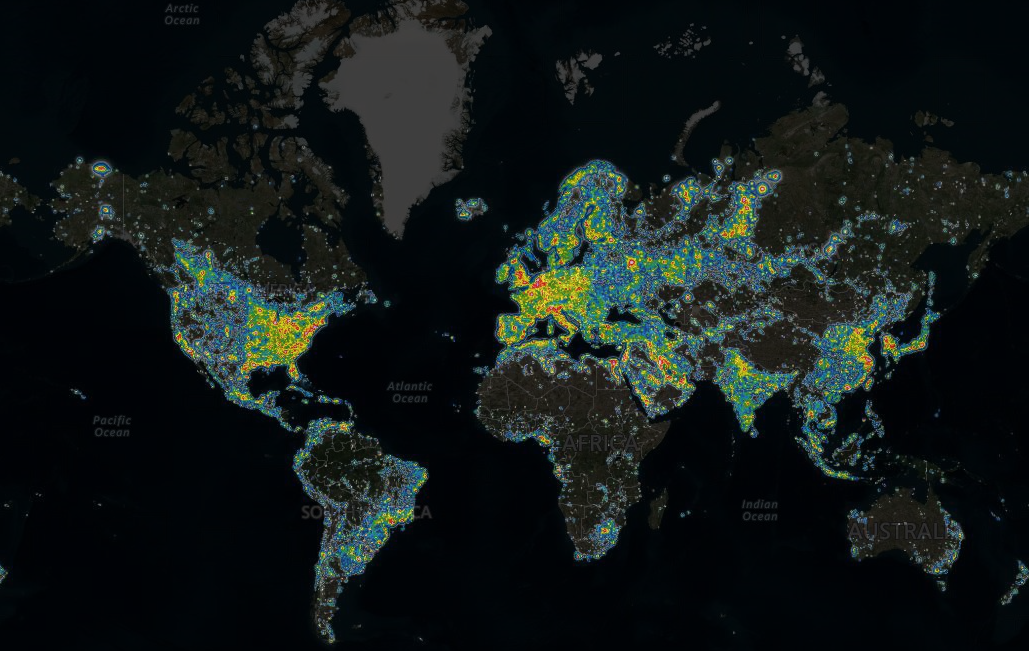 Arctic
Ocean
Atlantic
Ocean
Pacific
Ocean
AFRICA
Indian
Ocean
AUSTRAL